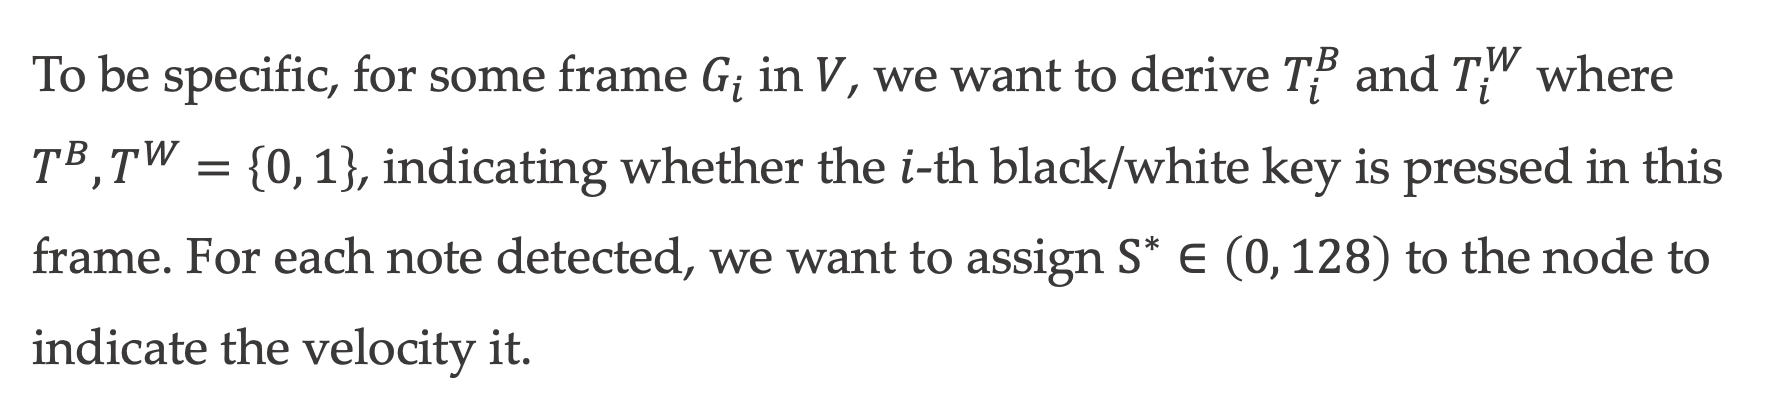 To be specific, for some frame $G_i$ in $V$, we want to derive $T_i^B$ and $T_i^W$ where
$T^B, T^W = \{0, 1\}$, indicating whether the $i$-th black/white key is pressed in this
frame. For each note detected, we want to assign $\mathrm{S}^* \in (0, 128)$ to the node to
indicate the velocity it.